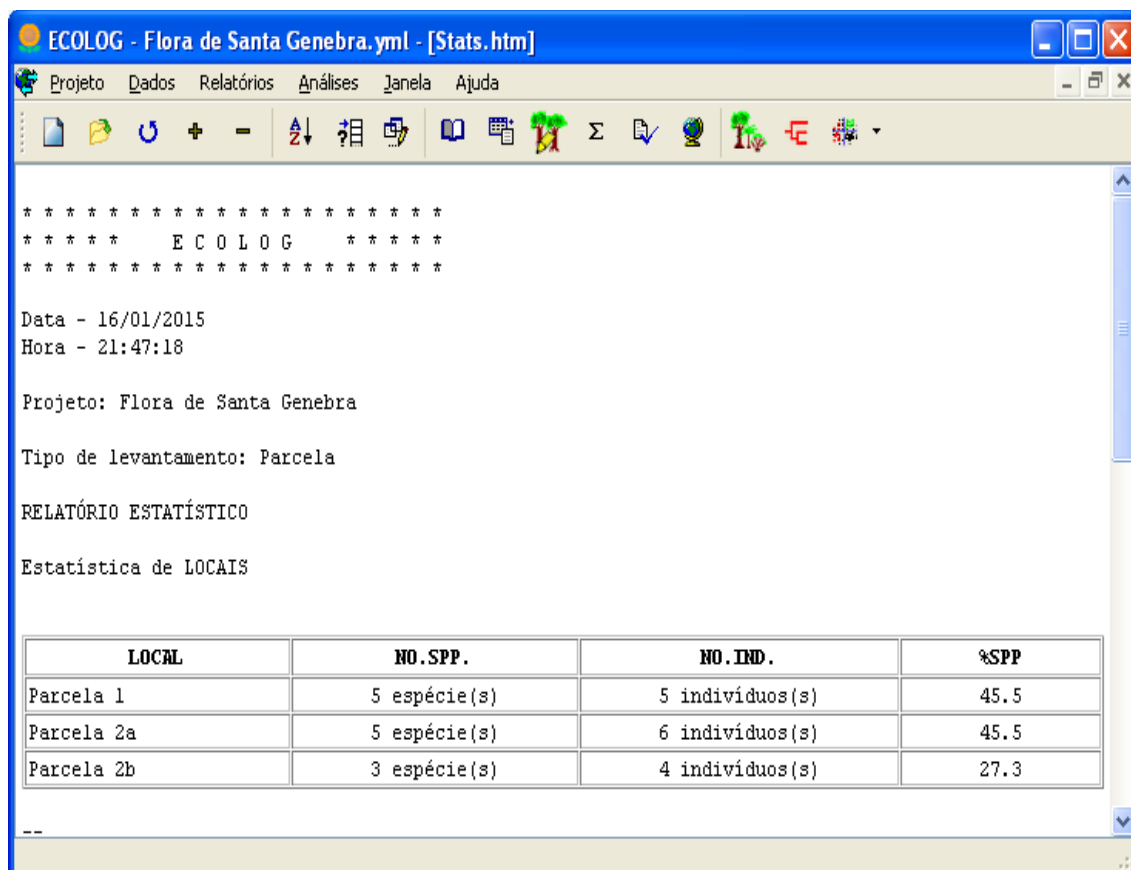 ECOLOG - Flora de Santa Genebra.yml - [Stats.htm]
Projeto Dados Relatórios Análises Janela Ajuda
* * * * * * * * * * * * * * * * * * * *
* * * * * E C O L O G * * * * *
* * * * * * * * * * * * * * * * * * * *
Data - 16/01/2015
Hora - 21:47:18
Projeto: Flora de Santa Genebra
Tipo de levantamento: Parcela
RELATÓRIO ESTATÍSTICO
Estatística de LOCAIS
LOCAL NO.SPP. NO.IND. %SPP
Parcela 1 5 espécie(s) 5 indivíduos(s) 45.5
Parcela 2a 5 espécie(s) 6 indivíduos(s) 45.5
Parcela 2b 3 espécie(s) 4 indivíduos(s) 27.3
--